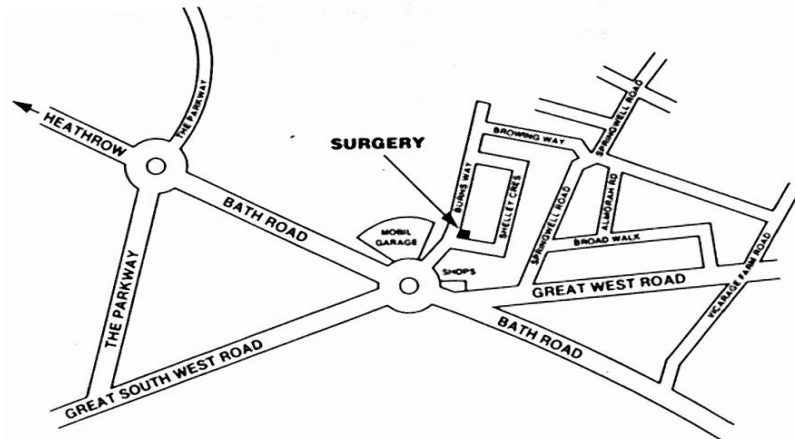 THE PARKWAY
HEATHROW
SURGERY
BROWING WAY
SPRINGWELL ROAD
BURNS WAY
SHELLEY CRES
SPRINGWELL ROAD
ALMORAH RD
BATH ROAD
MOBIL
GARAGE
BROAD WALK
SHOPS
THE PARKWAY
GREAT WEST ROAD
VICARAGE FARM ROAD
BATH ROAD
GREAT SOUTH WEST ROAD